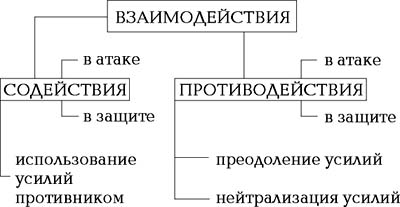 ВЗАИМОДЕЙСТВИЯ
в атаке
в атаке
СОДЕЙСТВИЯ
ПРОТИВОДЕЙСТВИЯ
в защите
в защите
использование
усилий
противником
преодоление усилий
нейтрализация усилий